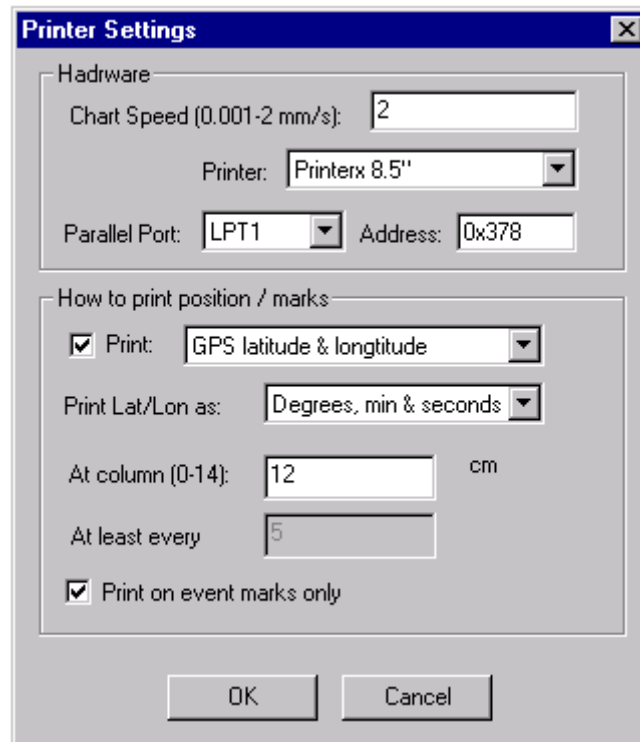 Printer Settings
Hadrware
Chart Speed (0.001-2 mm/s): 2
Printer: Printerx 8.5"
Parallel Port: LPT1 Address: 0x378
How to print position / marks
Print: GPS latitude & longtitude
Print Lat/Lon as: Degrees, min & seconds
At column (0-14): 12 cm
At least every 5
Print on event marks only
OK Cancel